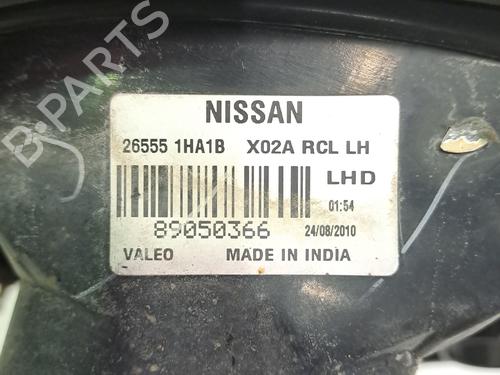 B-PARTS
NISSAN
26555 1HA1B X02A RCL LH
LHD
01:54
89050366 24/08/2010
VALEO MADE IN INDIA